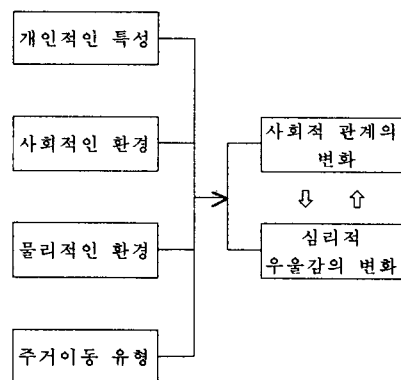 개인적인 특성
사회적인 환경
물리적인 환경
주거이동 유형
사회적 관계의
변화
심리적
우울감의 변화